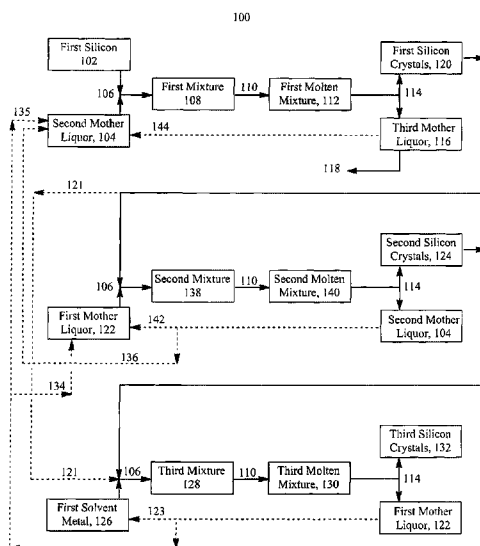 100
First Silicon
102
First Silicon
Crystals, 120
106
First Mixture
108
110
First Molten
Mixture, 112
114
135
Second Mother
Liquor, 104
144
Third Mother
Liquor, 116
118
121
Second Silicon
Crystals, 124
106
Second Mixture
138
110
Second Molten
Mixture, 140
114
First Mother
Liquor, 122
142
Second Mother
Liquor, 104
136
134
Third Silicon
Crystals, 132
121
106
Third Mixture
128
110
Third Molten
Mixture, 130
114
First Solvent
Metal, 126
123
First Mother
Liquor, 122